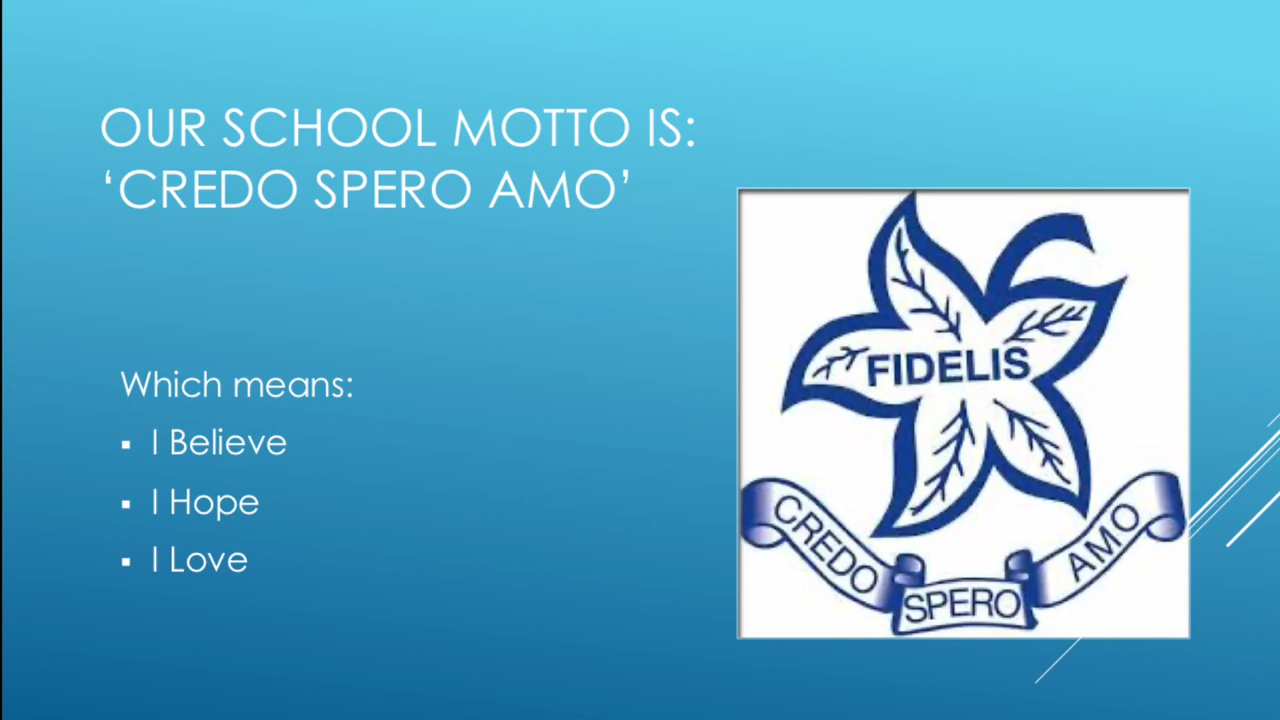 OUR SCHOOL MOTTO IS:
‘CREDO SPERO AMO’
Which means:
▪ I Believe
▪ I Hope
▪ I Love
FIDELIS
CREDO
SPERO
AMO